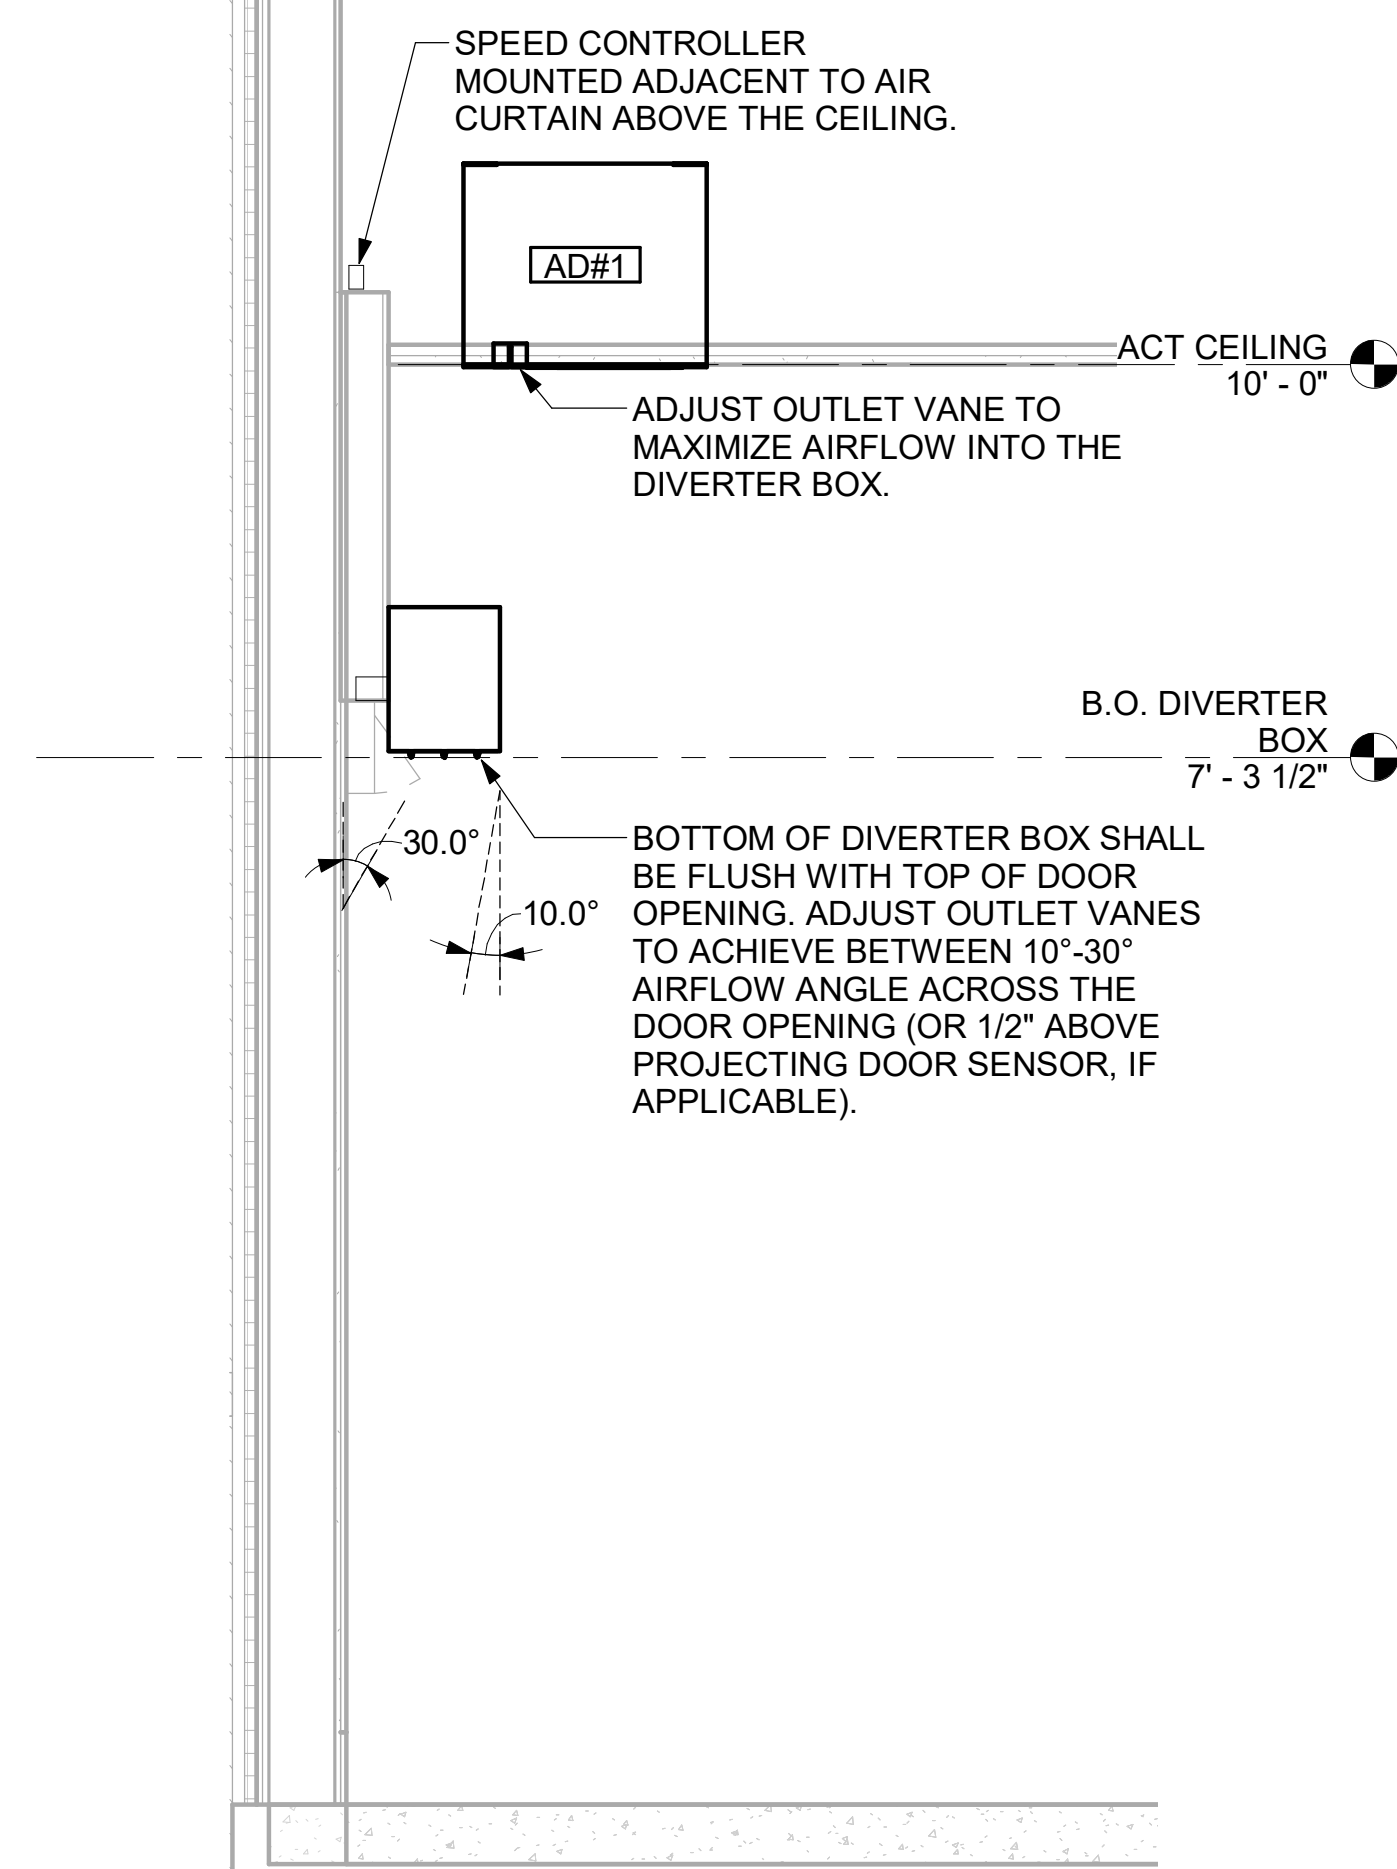 SPEED CONTROLLER
MOUNTED ADJACENT TO AIR
CURTAIN ABOVE THE CEILING.
AD#1
ACT CEILING
10' - 0"
ADJUST OUTLET VANE TO
MAXIMIZE AIRFLOW INTO THE
DIVERTER BOX.
B.O. DIVERTER
BOX
7' - 3 1/2"
30.0°
10.0°
BOTTOM OF DIVERTER BOX SHALL
BE FLUSH WITH TOP OF DOOR
OPENING. ADJUST OUTLET VANES
TO ACHIEVE BETWEEN 10°-30°
AIRFLOW ANGLE ACROSS THE
DOOR OPENING (OR 1/2" ABOVE
PROJECTING DOOR SENSOR, IF
APPLICABLE).